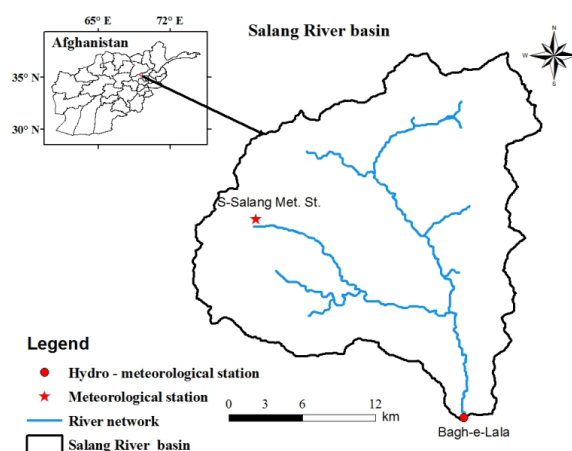 Salang River basin
Afghanistan
65° E 72° E
35° N
30° N
N
W E
S
S-Salang Met. St.
Legend
Hydro - meteorological station
Meteorological station
River network
Salang River basin
0 3 6 12
km
Bagh-e-Lala